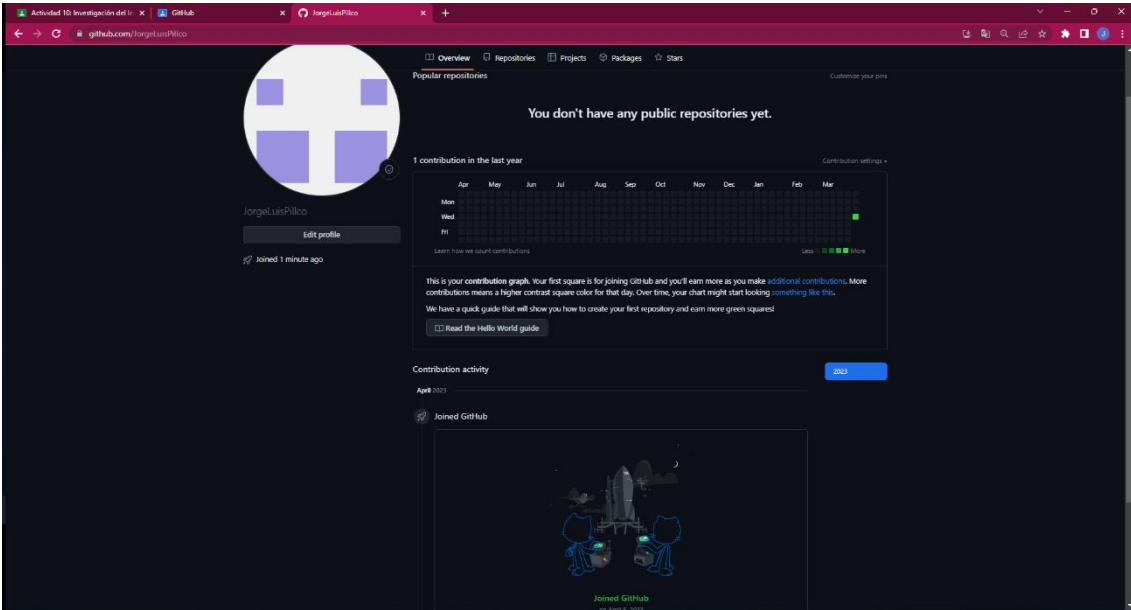 Actividad 10: Investigación del le
GitHub
JorgeLuisPillco
github.com/JorgeLuisPillco
J
Overview
Repositories
Projects
Packages
Stars
Popular repositories
Customize your pins
You don't have any public repositories yet.
1 contribution in the last year
Contribution settings
Apr May Jun Jul Aug Sep Oct Nov Dec Jan Feb Mar
Mon
Wed
Fri
Learn how we count contributions
Less
More
JorgeLuisPillco
Edit profile
Joined 1 minute ago
This is your contribution graph. Your first square is for joining GitHub and you'll earn more as you make additional contributions. More
contributions means a higher contrast square color for that day. Over time, your chart might start looking something like this.
We have a quick guide that will show you how to create your first repository and earn more green squares!
Read the Hello World guide
Contribution activity
2023
April 2023
Joined GitHub
Joined GitHub
on April 5, 2023